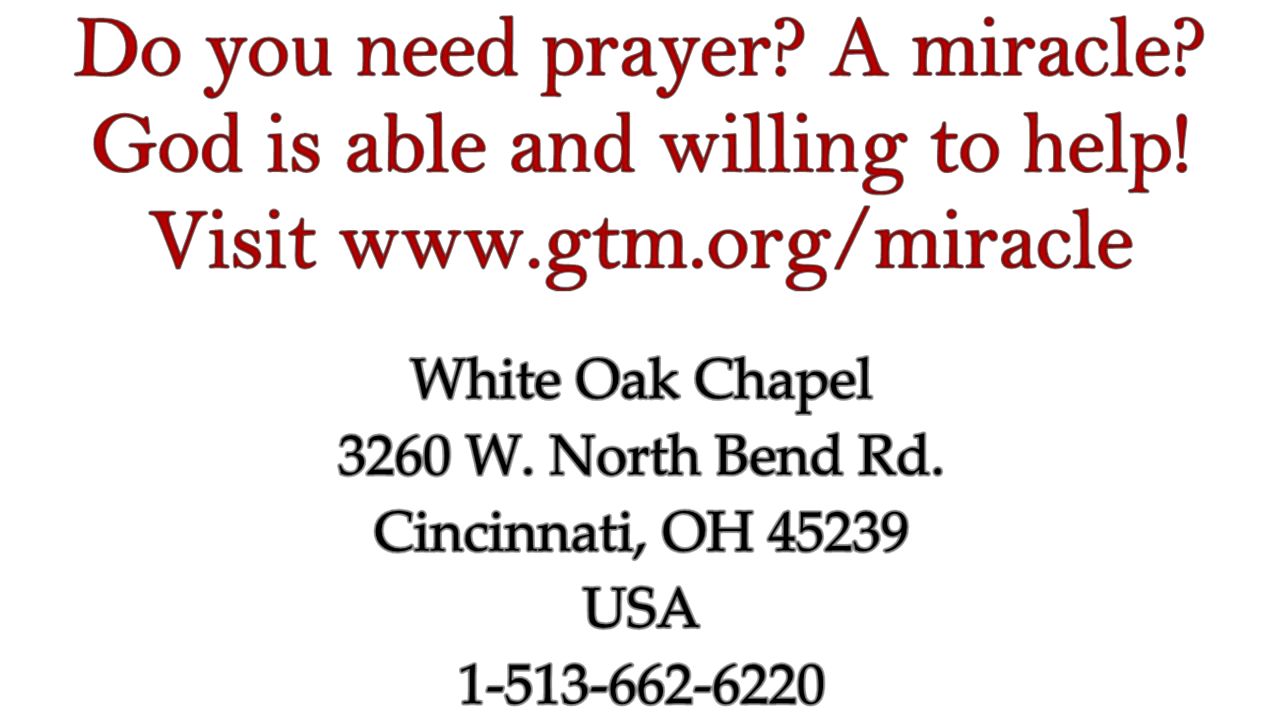 Do you need prayer? A miracle?
God is able and willing to help!
Visit www.gtm.org/miracle
White Oak Chapel
3260 W. North Bend Rd.
Cincinnati, OH 45239
USA
1-513-662-6220